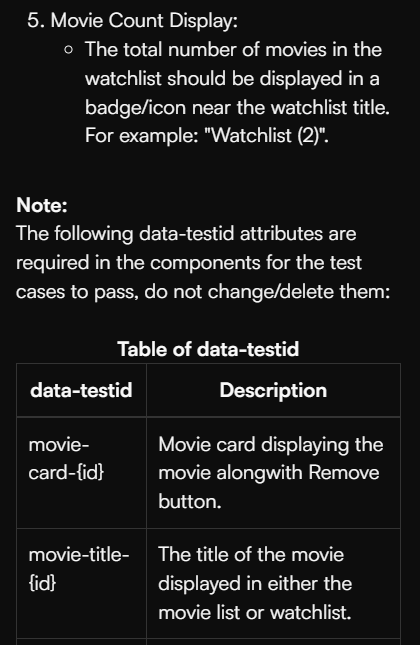 5. Movie Count Display:
○ The total number of movies in the
watchlist should be displayed in a
badge/icon near the watchlist title.
For example: "Watchlist (2)".
Note:
The following data-testid attributes are
required in the components for the test
cases to pass, do not change/delete them:
Table of data-testid
data-testid Description
movie-
card-{id}
Movie card displaying the
movie alongwith Remove
button.
movie-title-
{id}
The title of the movie
displayed in either the
movie list or watchlist.